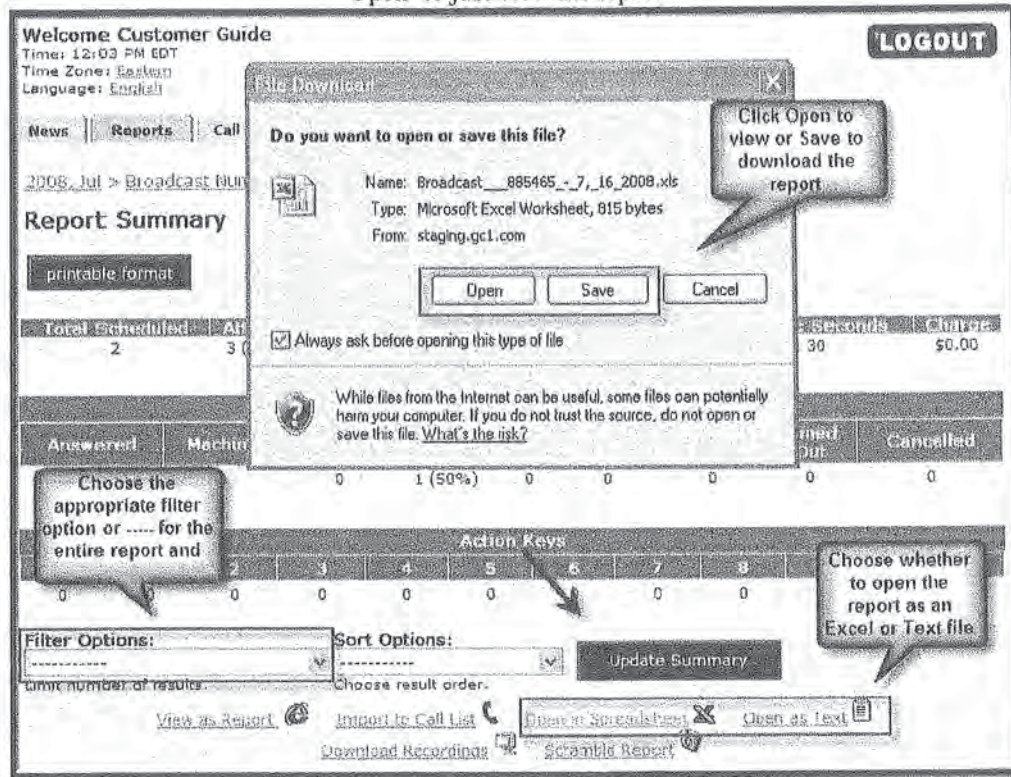 Welcome Customer Guide
Time: 12:03 PM EDT
Time Zone: Eastern
Language: English
LOGOUT
News
Reports
Call
2008, Jul > Broadcast Num
Report Summary
printable format
File Download
Do you want to open or save this file?
Name: Broadcast___885465_-_7,_16_2008.xls
Type: Microsoft Excel Worksheet, 815 bytes
From: staging.gc1.com
Open
Save
Cancel
Always ask before opening this type of file
While files from the Internet can be useful, some files can potentially
harm your computer. If you do not trust the source, do not open or
save this file. What's the risk?
Click Open to
view or Save to
download the
report
Total Scheduled
Att
Seconds
Charge
2
3 (
30
$0.00
Answered
Machin
med
out
Cancelled
0
1 (50%)
0
0
0
0
0
Choose the
appropriate filter
option or ----- for the
entire report and
Action Keys
2
3
4
5
6
7
8
0
0
0
0
0
0
0
0
Choose whether
to open the
report as an
Excel or Text file
Filter Options:
-----------
Limit number of results.
Sort Options:
-----------
Choose result order.
Update Summary
View as Report
Import to Call List
Open in Spreadsheet
Open as Text
Download Recordings
Scramble Report